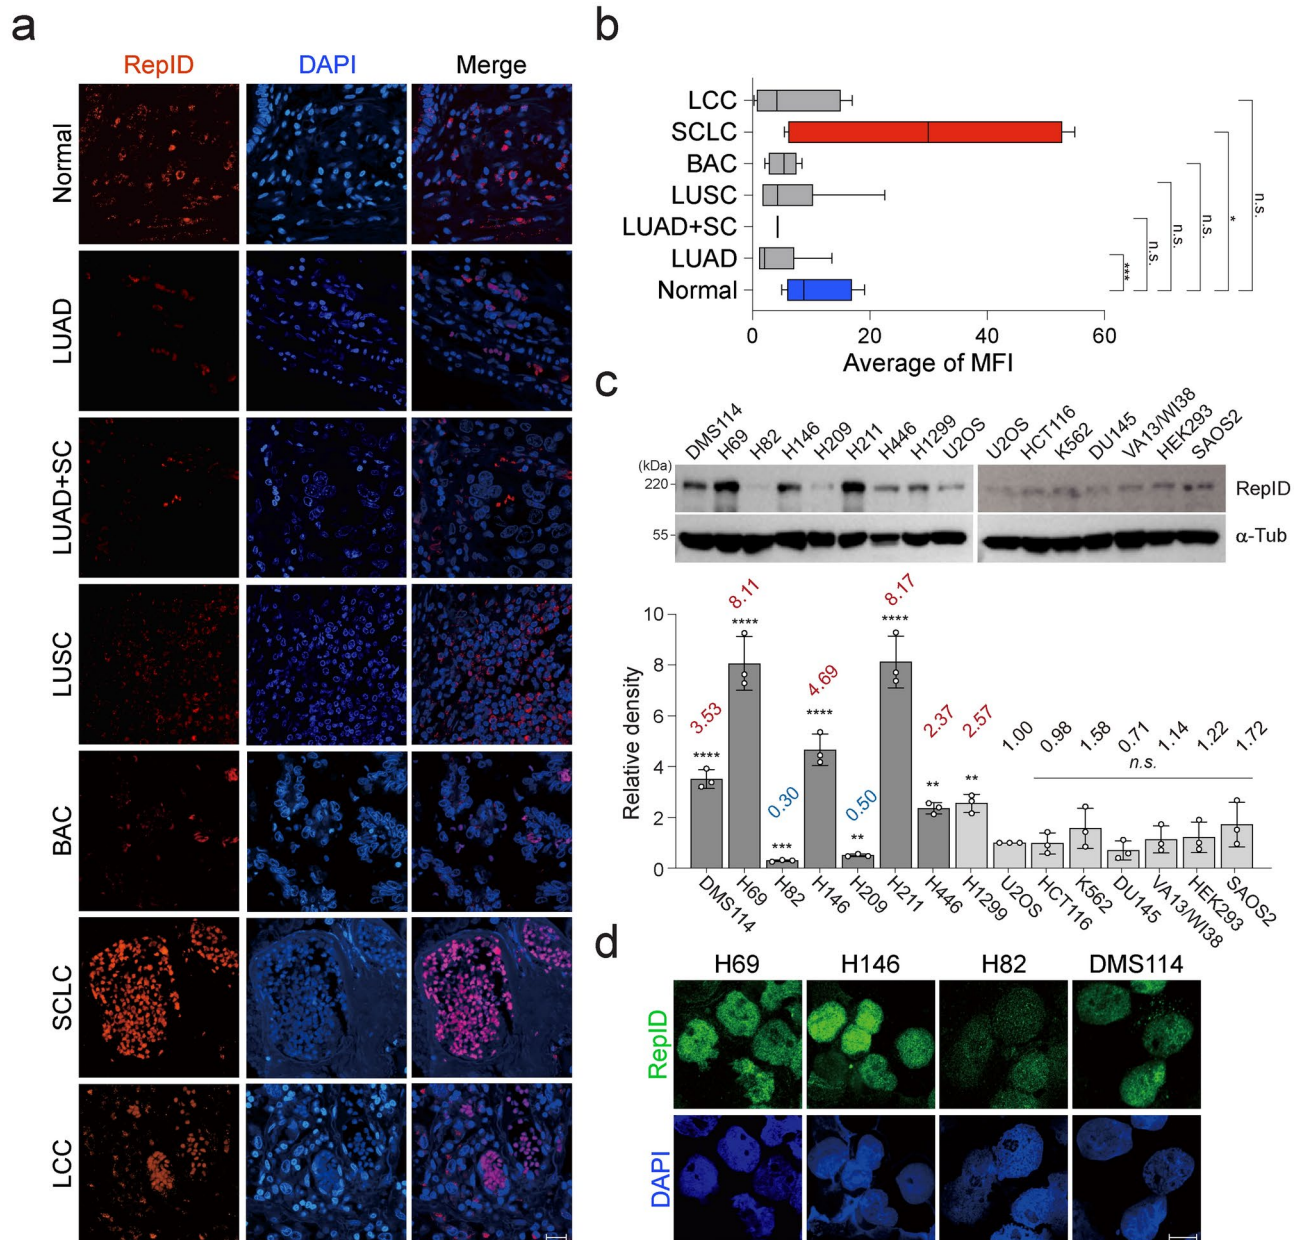 a
RepID DAPI Merge
Normal
LUAD
LUAD+SC
LUSC
BAC
SCLC
LCC
b
LCC
SCLC
BAC
LUSC
LUAD+SC
LUAD
Normal
0 20 40 60
Average of MFI
***
n.s.
n.s.
n.s.
*
n.s.
c
DMS114 H69 H82 H146 H209 H211 H446 H1299 U2OS U2OS HCT116 K562 DU145 VA13/WI38 HEK293 SAOS2
(kDa)
220 RepID
55 α-Tub
Relative density
10
8
6
4
2
0
3.53 8.11 0.30 4.69 0.50 8.17 2.37 2.57 1.00 0.98 1.58 0.71 1.14 1.22 1.72
**** **** *** **** ** **** ** ** n.s.
DMS114 H69 H82 H146 H209 H211 H446 H1299 U2OS HCT116 K562 DU145 VA13/WI38 HEK293 SAOS2
d
H69 H146 H82 DMS114
RepID
DAPI